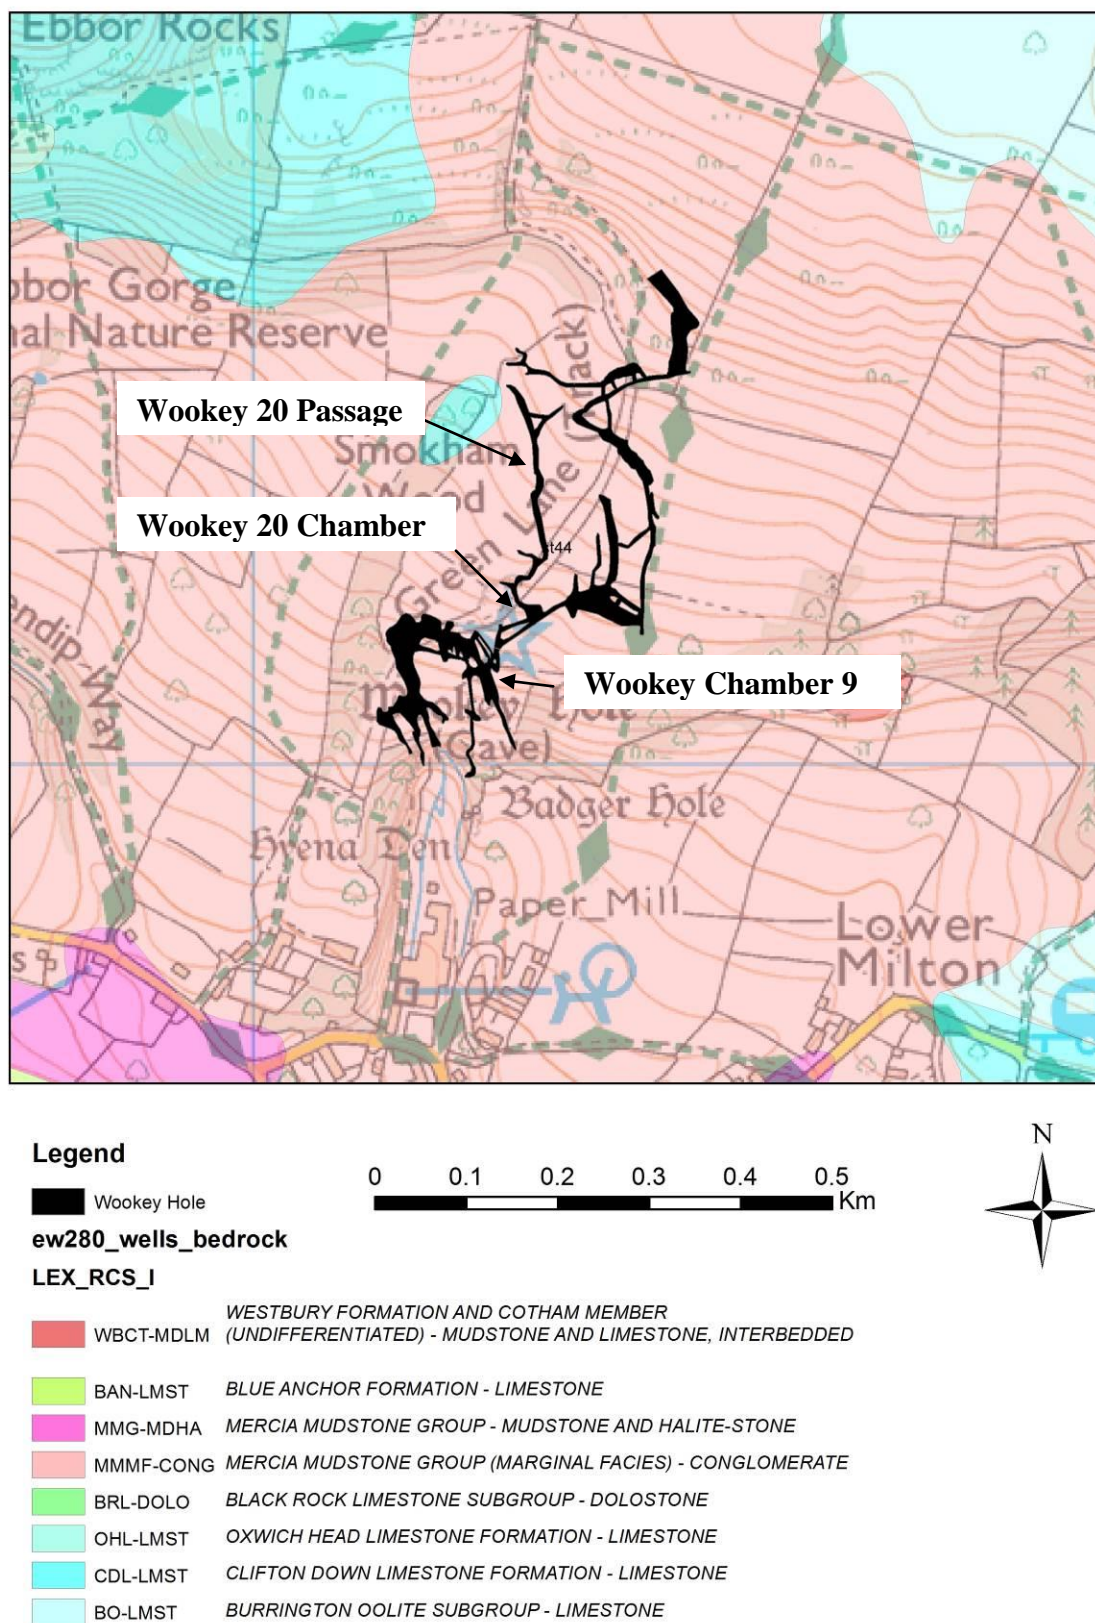 Ebbor Rocks
bbor Gorge
nal Nature Reserve
Wookey 20 Passage
Smokham
Wood
Wookey 20 Chamber
Green Lane (Track)
st44
endip-Way
Wookey Chamber 9
Wookey Hole
(Cave)
Badger Hole
Hyena Den
Paper Mill
Lower
Milton
s
Legend
Wookey Hole
0 0.1 0.2 0.3 0.4 0.5
Km
N
ew280_wells_bedrock
LEX_RCS_I
WESTBURY FORMATION AND COTHAM MEMBER
WBCT-MDLM (UNDIFFERENTIATED) - MUDSTONE AND LIMESTONE, INTERBEDDED
BAN-LMST BLUE ANCHOR FORMATION - LIMESTONE
MMG-MDHA MERCIA MUDSTONE GROUP - MUDSTONE AND HALITE-STONE
MMMF-CONG MERCIA MUDSTONE GROUP (MARGINAL FACIES) - CONGLOMERATE
BRL-DOLO BLACK ROCK LIMESTONE SUBGROUP - DOLOSTONE
OHL-LMST OXWICH HEAD LIMESTONE FORMATION - LIMESTONE
CDL-LMST CLIFTON DOWN LIMESTONE FORMATION - LIMESTONE
BO-LMST BURRINGTON OOLITE SUBGROUP - LIMESTONE